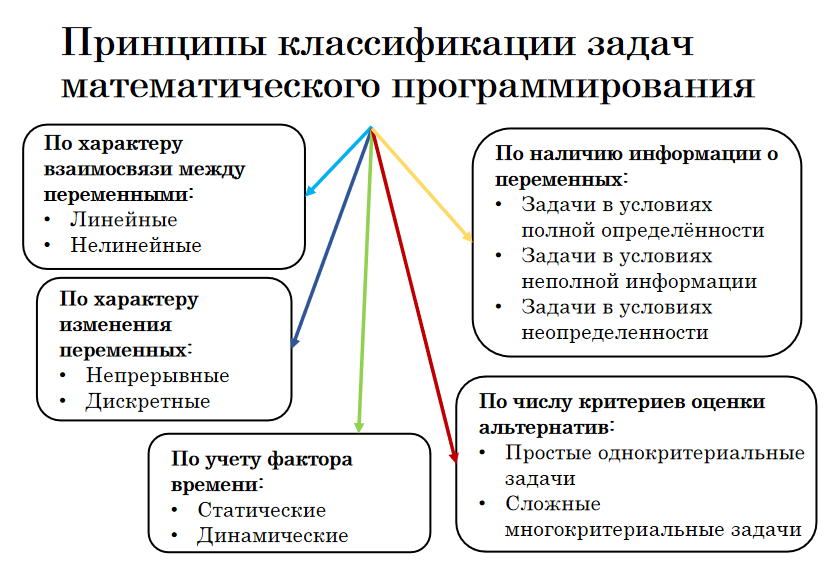 Принципы классификации задач
математического программирования
По характеру
взаимосвязи между
переменными:
• Линейные
• Нелинейные
По характеру
изменения
переменных:
• Непрерывные
• Дискретные
По учету фактора
времени:
• Статические
• Динамические
По наличию информации о
переменных:
• Задачи в условиях
полной определённости
• Задачи в условиях
неполной информации
• Задачи в условиях
неопределенности
По числу критериев оценки
альтернатив:
• Простые однокритериальные
задачи
• Сложные
многокритериальные задачи